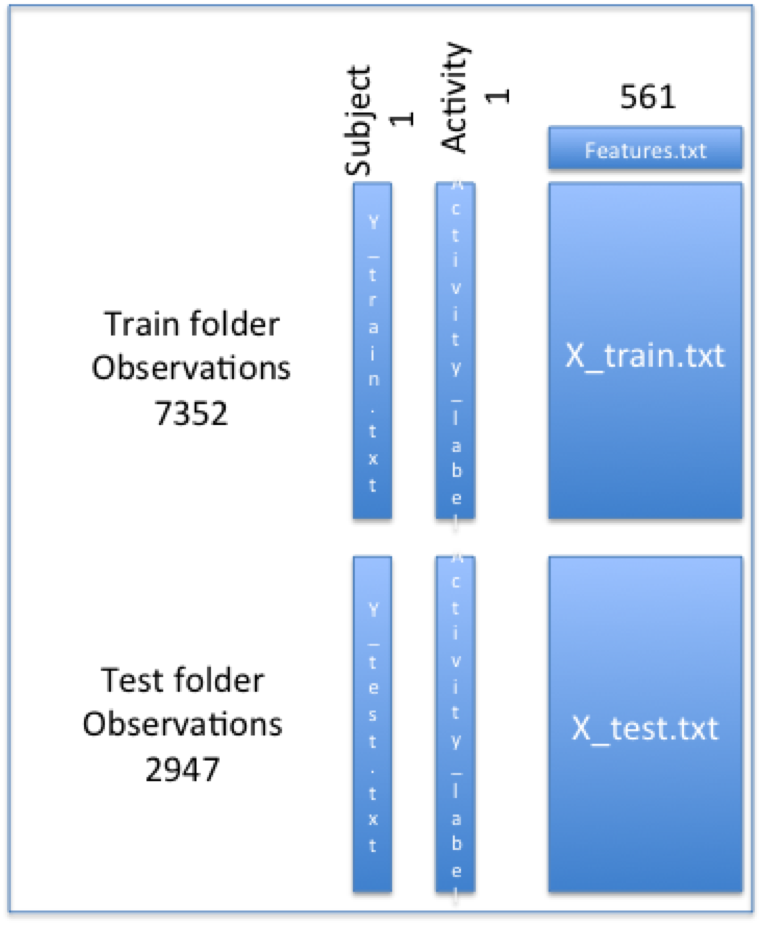 Subject
1
Activity
1
561
Features.txt
Train folder
Observations
7352
Y_train.txt
Activity_label
X_train.txt
Test folder
Observations
2947
Y_test.txt
Activity_label
X_test.txt